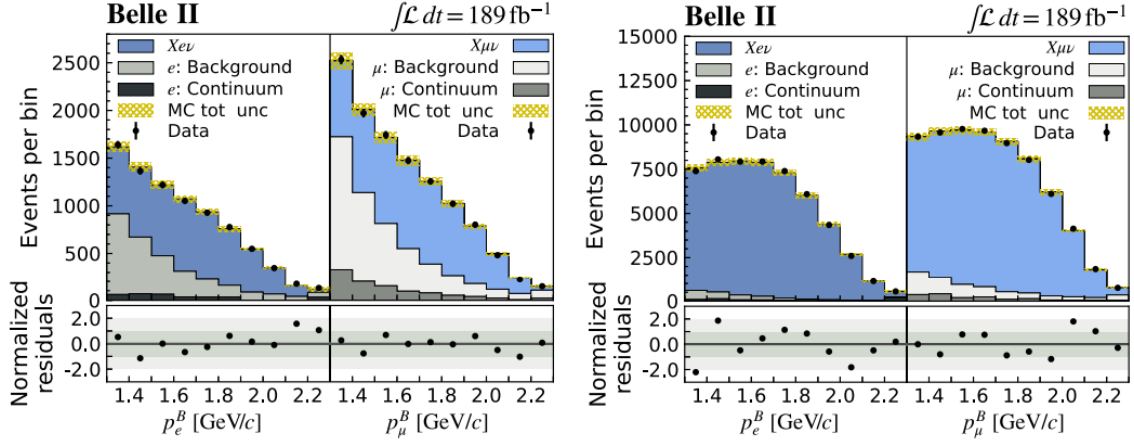 Belle II ∫ℒ dt = 189 fb⁻¹
Events per bin
2500
2000
1500
1000
500
0
Xeν
e: Background
e: Continuum
MC tot unc
Data
Xμν
μ: Background
μ: Continuum
MC tot unc
Data
Normalized residuals
2.0
0.0
-2.0
1.4 1.6 1.8 2.0 2.2 1.4 1.6 1.8 2.0 2.2
p_e^B [GeV/c] p_μ^B [GeV/c]
Belle II ∫ℒ dt = 189 fb⁻¹
Events per bin
15000
12500
10000
7500
5000
2500
0
Xeν
e: Background
e: Continuum
MC tot unc
Data
Xμν
μ: Background
μ: Continuum
MC tot unc
Data
Normalized residuals
2.0
0.0
-2.0
1.4 1.6 1.8 2.0 2.2 1.4 1.6 1.8 2.0 2.2
p_e^B [GeV/c] p_μ^B [GeV/c]